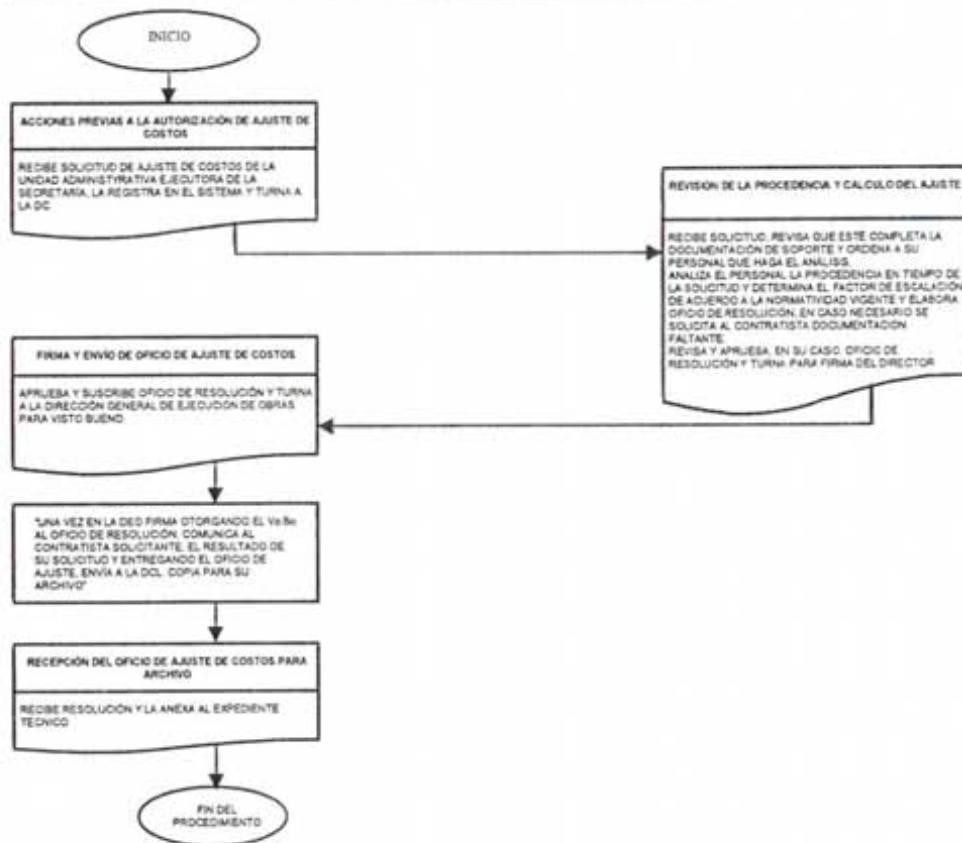 INICIO
ACCIONES PREVIAS A LA AUTORIZACIÓN DE AJUSTE DE
COSTOS
RECIBE SOLICITUD DE AJUSTE DE COSTOS DE LA
UNIDAD ADMINISTYRATIVA EJECUTORA DE LA
SECRETARÍA, LA REGISTRA EN EL SISTEMA Y TURNA A
LA DC.
REVISION DE LA PROCEDENCIA Y CALCULO DEL AJUSTE
RECIBE SOLICITUD, REVISA QUE ESTÉ COMPLETA LA
DOCUMENTACIÓN DE SOPORTE Y ORDENA A SU
PERSONAL QUE HAGA EL ANÁLISIS.
ANALIZA EL PERSONAL LA PROCEDENCIA EN TIEMPO DE
LA SOLICITUD Y DETERMINA EL FACTOR DE ESCALACIÓN
DE ACUERDO A LA NORMATIVIDAD VIGENTE Y ELABORA
OFICIO DE RESOLUCIÓN, EN CASO NECESARIO SE
SOLICITA AL CONTRATISTA DOCUMENTACIÓN
FALTANTE.
REVISA Y APRUEBA, EN SU CASO, OFICIO DE
RESOLUCIÓN Y TURNA PARA FIRMA DEL DIRECTOR
FIRMA Y ENVÍO DE OFICIO DE AJUSTE DE COSTOS
APRUEBA Y SUSCRIBE OFICIO DE RESOLUCIÓN Y TURNA
A LA DIRECCIÓN GENERAL DE EJECUCIÓN DE OBRAS
PARA VISTO BUENO
"UNA VEZ EN LA DEO FIRMA OTORGANDO EL Vo.Bo
AL OFICIO DE RESOLUCIÓN, COMUNICA AL
CONTRATISTA SOLICITANTE, EL RESULTADO DE
SU SOLICITUD Y ENTREGANDO EL OFICIO DE
AJUSTE, ENVÍA A LA DCL. COPIA PARA SU
ARCHIVO"
RECEPCIÓN DEL OFICIO DE AJUSTE DE COSTOS PARA
ARCHIVO
RECIBE RESOLUCIÓN Y LA ANEXA AL EXPEDIENTE
TECNICO
FIN DEL
PROCEDIMIENTO